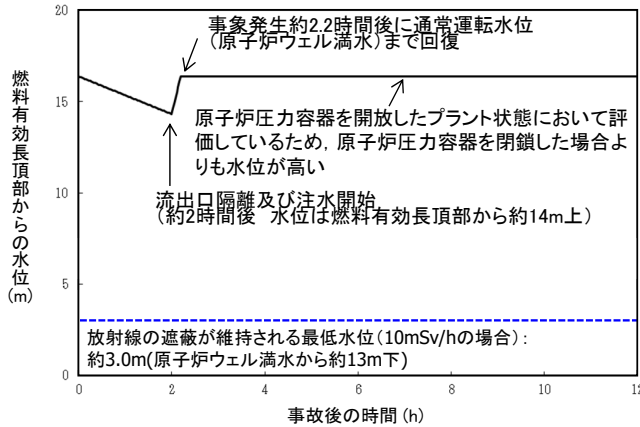 20
15
10
5
0
燃料有効長頂部からの水位
(m)
事象発生約2.2時間後に通常運転水位
(原子炉ウェル満水)まで回復
原子炉圧力容器を開放したプラント状態において評
価しているため，原子炉圧力容器を閉鎖した場合よ
りも水位が高い
流出口隔離及び注水開始
(約2時間後　水位は燃料有効長頂部から約14m上)
放射線の遮蔽が維持される最低水位(10mSv/hの場合)：
約3.0m(原子炉ウェル満水から約13m下)
0 2 4 6 8 10 12
事故後の時間(h)